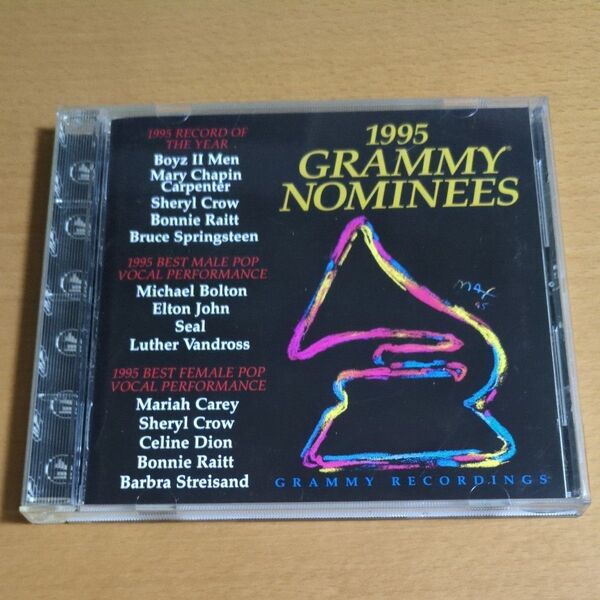 1995 RECORD OF
THE YEAR
Boyz II Men
Mary Chapin
Carpenter
Sheryl Crow
Bonnie Raitt
Bruce Springsteen
1995 BEST MALE POP
VOCAL PERFORMANCE
Michael Bolton
Elton John
Seal
Luther Vandross
1995 BEST FEMALE POP
VOCAL PERFORMANCE
Mariah Carey
Sheryl Crow
Celine Dion
Bonnie Raitt
Barbra Streisand
1995
GRAMMY
NOMINEES
MAX
95
GRAMMY RECORDINGS